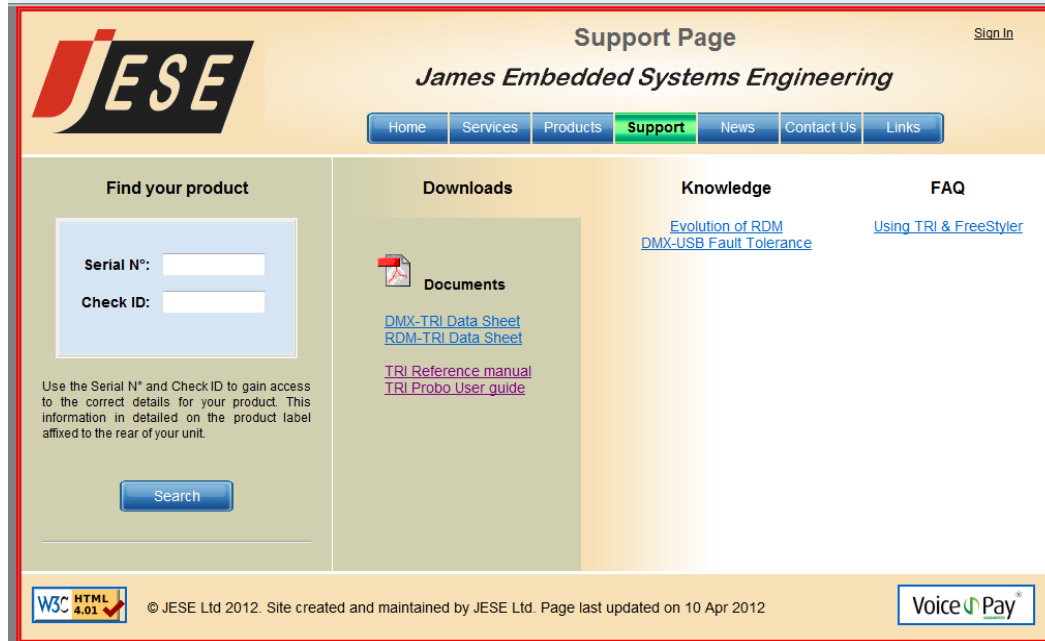 JESE
Support Page
Sign In
James Embedded Systems Engineering
Home Services Products Support News Contact Us Links
Find your product
Serial N°:
Check ID:
Use the Serial N° and Check ID to gain access
to the correct details for your product. This
information in detailed on the product label
affixed to the rear of your unit.
Search
Downloads
Documents
DMX-TRI Data Sheet
RDM-TRI Data Sheet
TRI Reference manual
TRI Probo User guide
Knowledge
Evolution of RDM
DMX-USB Fault Tolerance
FAQ
Using TRI & FreeStyler
W3C HTML
4.01
© JESE Ltd 2012. Site created and maintained by JESE Ltd. Page last updated on 10 Apr 2012
Voice Pay®